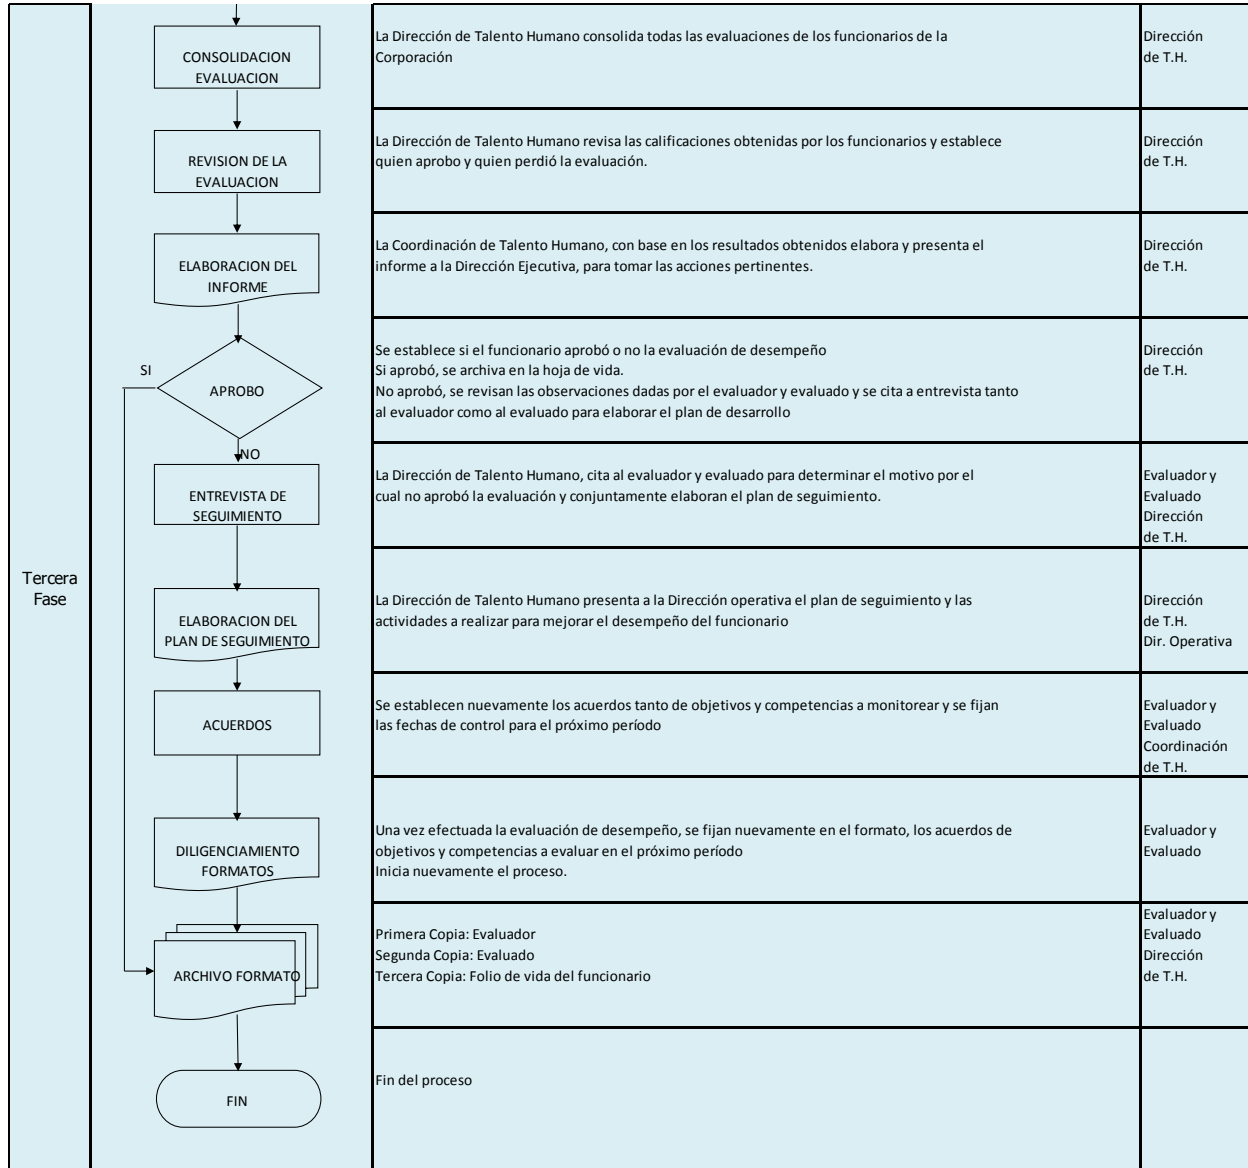 CONSOLIDACION
EVALUACION
La Dirección de Talento Humano consolida todas las evaluaciones de los funcionarios de la
Corporación
Dirección
de T.H.
REVISION DE LA
EVALUACION
La Dirección de Talento Humano revisa las calificaciones obtenidas por los funcionarios y establece
quien aprobo y quien perdió la evaluación.
Dirección
de T.H.
ELABORACION DEL
INFORME
La Coordinación de Talento Humano, con base en los resultados obtenidos elabora y presenta el
informe a la Dirección Ejecutiva, para tomar las acciones pertinentes.
Dirección
de T.H.
SI
APROBO
NO
Se establece si el funcionario aprobó o no la evaluación de desempeño
Si aprobó, se archiva en la hoja de vida.
No aprobó, se revisan las observaciones dadas por el evaluador y evaluado y se cita a entrevista tanto
al evaluador como al evaluado para elaborar el plan de desarrollo
Dirección
de T.H.
ENTREVISTA DE
SEGUIMIENTO
La Dirección de Talento Humano, cita al evaluador y evaluado para determinar el motivo por el
cual no aprobó la evaluación y conjuntamente elaboran el plan de seguimiento.
Evaluador y
Evaluado
Dirección
de T.H.
Tercera
Fase
ELABORACION DEL
PLAN DE SEGUIMIENTO
La Dirección de Talento Humano presenta a la Dirección operativa el plan de seguimiento y las
actividades a realizar para mejorar el desempeño del funcionario
Dirección
de T.H.
Dir. Operativa
ACUERDOS
Se establecen nuevamente los acuerdos tanto de objetivos y competencias a monitorear y se fijan
las fechas de control para el próximo período
Evaluador y
Evaluado
Coordinación
de T.H.
DILIGENCIAMIENTO
FORMATOS
Una vez efectuada la evaluación de desempeño, se fijan nuevamente en el formato, los acuerdos de
objetivos y competencias a evaluar en el próximo período
Inicia nuevamente el proceso.
Evaluador y
Evaluado
ARCHIVO FORMATO
Primera Copia: Evaluador
Segunda Copia: Evaluado
Tercera Copia: Folio de vida del funcionario
Evaluador y
Evaluado
Dirección
de T.H.
FIN
Fin del proceso